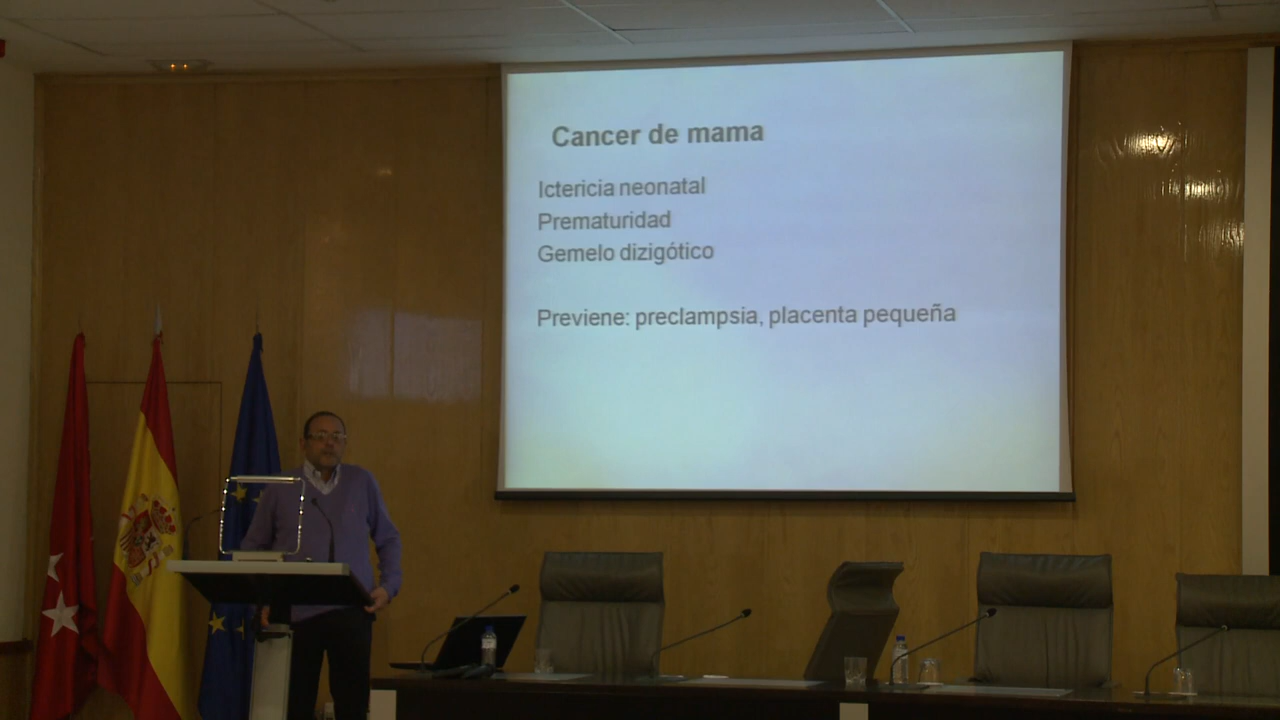 Cancer de mama
Ictericia neonatal
Prematuridad
Gemelo dizigótico
Previene: preclampsia, placenta pequeña